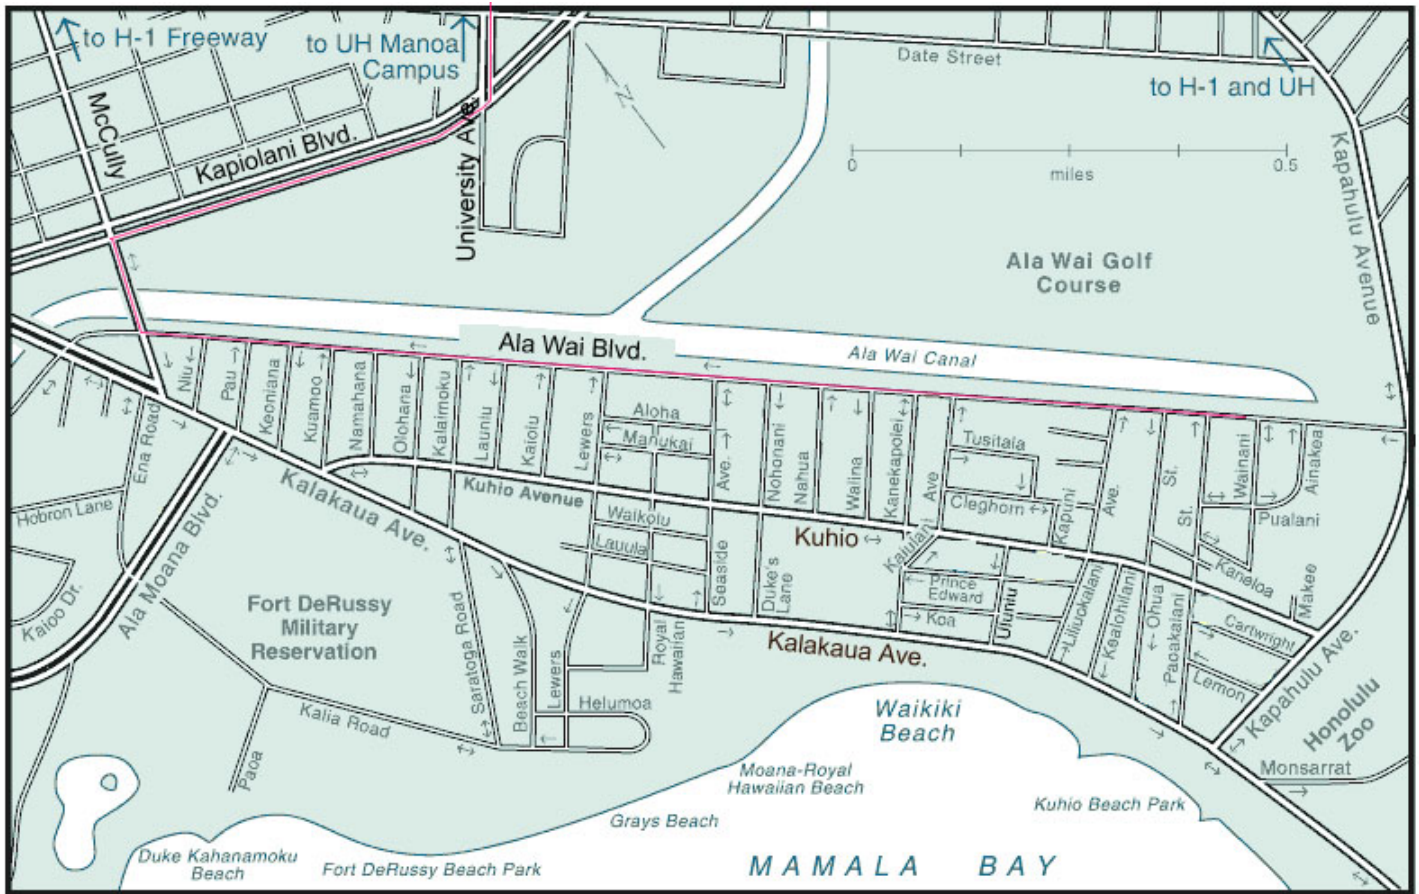 to H-1 Freeway
to UH Manoa
Campus
Date Street
to H-1 and UH
McCully
Kapiolani Blvd.
University Ave.
N
0
0.5
miles
Kapahulu Avenue
Ala Wai Golf
Course
Ala Wai Blvd.
Ala Wai Canal
Niu
Pau
Keoniana
Kuamoo
Namahana
Olohana
Kalaimoku
Launiu
Kaiolu
Lewers
Aloha
Manukai
Ave.
Nohonani
Nahua
Walina
Kanekapolei
Ave
Tusitala
Cleghorn
Kapuni
Ave.
St.
St.
Wainani
Ainakea
Pualani
Ena Road
Hobron Lane
Kalakaua Ave.
Kuhio Avenue
Waikolu
Lauula
Seaside
Duke's
Lane
Kuhio
Kaiulani
Prince
Edward
Koa
Uluniu
Liliuokalani
Kealohilani
Ohua
Paoakalani
Kaneloa
Makee
Cartwright
Lemon
Kapahulu Ave.
Honolulu
Zoo
Monsarrat
Kaioo Dr.
Ala Moana Blvd.
Fort DeRussy
Military
Reservation
Saratoga Road
Beach Walk
Lewers
Royal
Hawaiian
Helumoa
Kalia Road
Paoa
Kalakaua Ave.
Waikiki
Beach
Moana-Royal
Hawaiian Beach
Kuhio Beach Park
Grays Beach
Duke Kahanamoku
Beach
Fort DeRussy Beach Park
MAMALA BAY